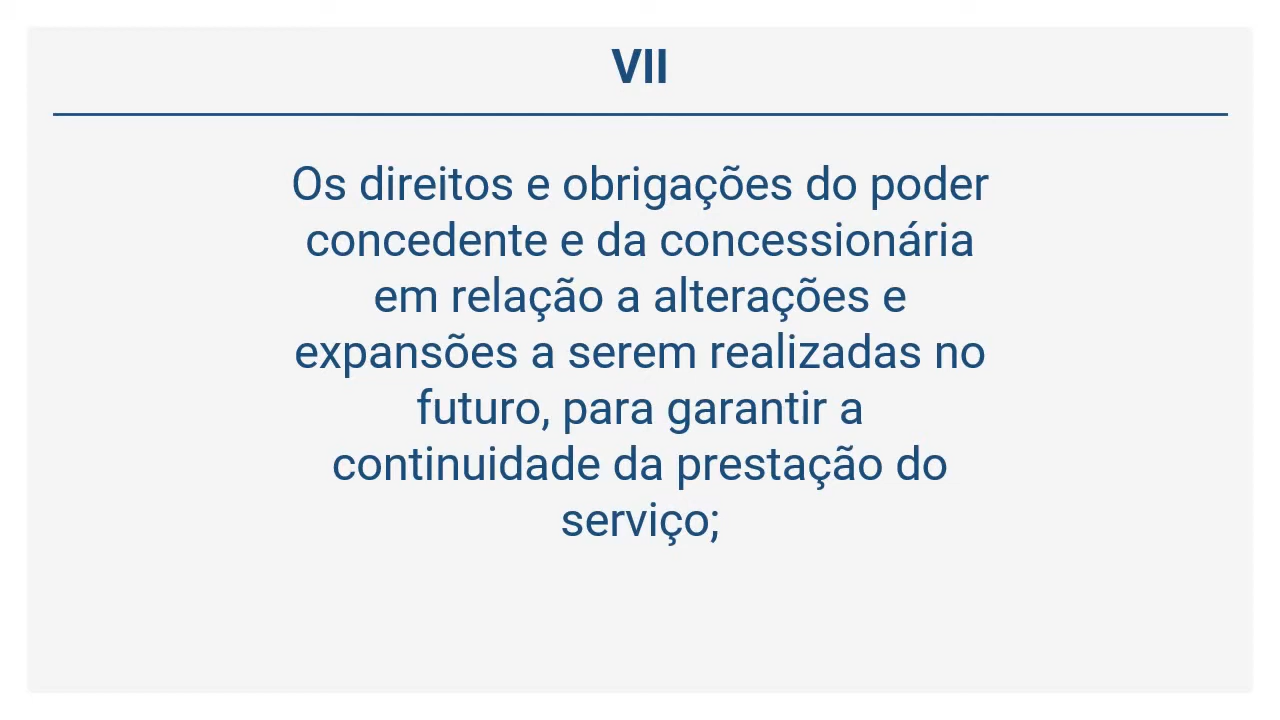 VII
Os direitos e obrigações do poder
concedente e da concessionária
em relação a alterações e
expansões a serem realizadas no
futuro, para garantir a
continuidade da prestação do
serviço;